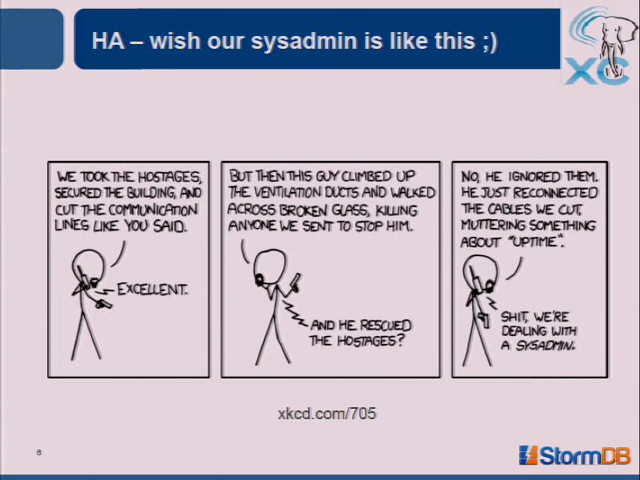 HA – wish our sysadmin is like this ;)
XC
WE TOOK THE HOSTAGES,
SECURED THE BUILDING, AND
CUT THE COMMUNICATION
LINES LIKE YOU SAID.
EXCELLENT.
BUT THEN THIS GUY CLIMBED UP
THE VENTILATION DUCTS AND WALKED
ACROSS BROKEN GLASS, KILLING
ANYONE WE SENT TO STOP HIM.
AND HE RESCUED
THE HOSTAGES?
NO, HE IGNORED THEM.
HE JUST RECONNECTED
THE CABLES WE CUT,
MUTTERING SOMETHING
ABOUT "UPTIME".
SHIT, WE'RE
DEALING WITH
A SYSADMIN.
xkcd.com/705
6
StormDB